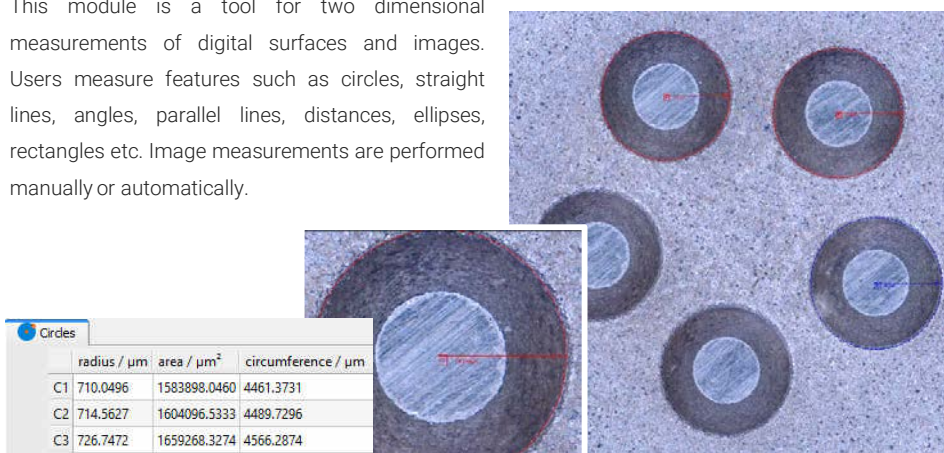 This module is a tool for two dimensional
measurements of digital surfaces and images.
Users measure features such as circles, straight
lines, angles, parallel lines, distances, ellipses,
rectangles etc. Image measurements are performed
manually or automatically.
Circles
radius / µm area / µm² circumference / µm
C1 710.0496 1583898.0460 4461.3731
C2 714.5627 1604096.5333 4489.7296
C3 726.7472 1659268.3274 4566.2874